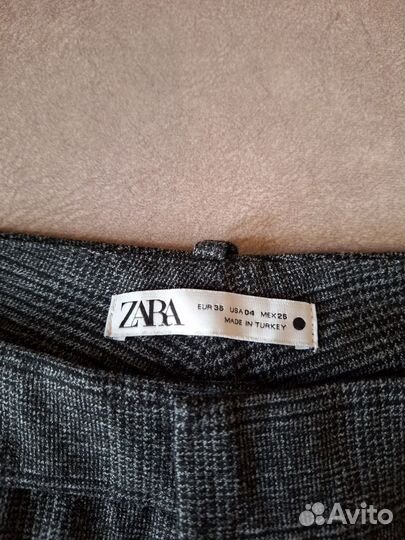 ZARA
EUR 36 USA 04 MEX 26
MADE IN TURKEY
Avito